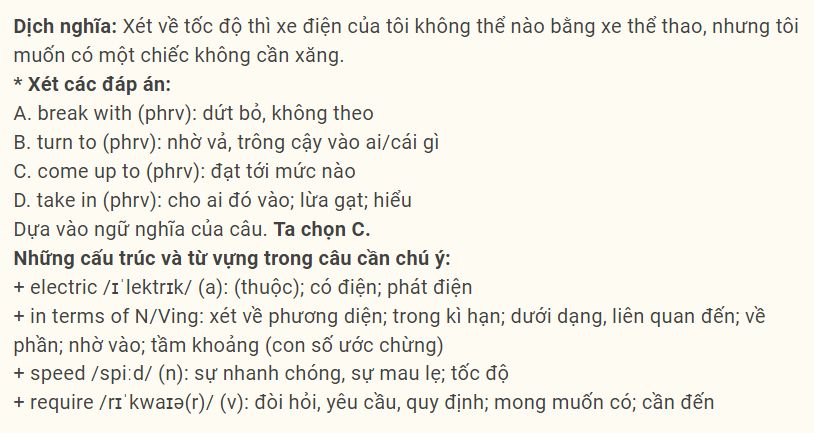 Dịch nghĩa: Xét về tốc độ thì xe điện của tôi không thể nào bằng xe thể thao, nhưng tôi
muốn có một chiếc không cần xăng.
* Xét các đáp án:
A. break with (phrv): dứt bỏ, không theo
B. turn to (phrv): nhờ vả, trông cậy vào ai/cái gì
C. come up to (phrv): đạt tới mức nào
D. take in (phrv): cho ai đó vào; lừa gạt; hiểu
Dựa vào ngữ nghĩa của câu. Ta chọn C.
Những cấu trúc và từ vựng trong câu cần chú ý:
+ electric /ɪˈlektrɪk/ (a): (thuộc); có điện; phát điện
+ in terms of N/Ving: xét về phương diện; trong kì hạn; dưới dạng, liên quan đến; về
phần; nhờ vào; tầm khoảng (con số ước chừng)
+ speed /spiːd/ (n): sự nhanh chóng, sự mau lẹ; tốc độ
+ require /rɪˈkwaɪə(r)/ (v): đòi hỏi, yêu cầu, quy định; mong muốn có; cần đến